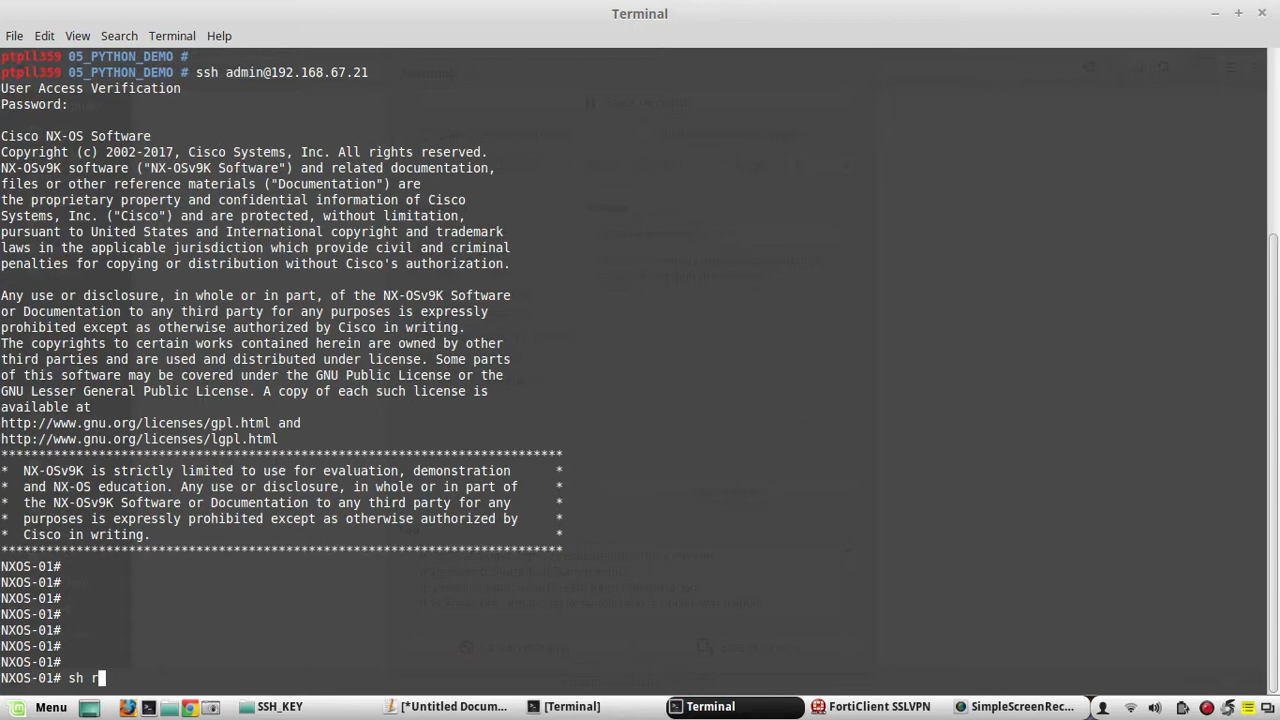 Terminal
File Edit View Search Terminal Help
ptpll359 05_PYTHON_DEMO #
ptpll359 05_PYTHON_DEMO # ssh admin@192.168.67.21
User Access Verification
Password:
Cisco NX-OS Software
Copyright (c) 2002-2017, Cisco Systems, Inc. All rights reserved.
NX-OSv9K software ("NX-OSv9K Software") and related documentation,
files or other reference materials ("Documentation") are
the proprietary property and confidential information of Cisco
Systems, Inc. ("Cisco") and are protected, without limitation,
pursuant to United States and International copyright and trademark
laws in the applicable jurisdiction which provide civil and criminal
penalties for copying or distribution without Cisco's authorization.
Any use or disclosure, in whole or in part, of the NX-OSv9K Software
or Documentation to any third party for any purposes is expressly
prohibited except as otherwise authorized by Cisco in writing.
The copyrights to certain works contained herein are owned by other
third parties and are used and distributed under license. Some parts
of this software may be covered under the GNU Public License or the
GNU Lesser General Public License. A copy of each such license is
available at
http://www.gnu.org/licenses/gpl.html and
http://www.gnu.org/licenses/lgpl.html
***************************************************************************
* NX-OSv9K is strictly limited to use for evaluation, demonstration *
* and NX-OS education. Any use or disclosure, in whole or in part of *
* the NX-OSv9K Software or Documentation to any third party for any *
* purposes is expressly prohibited except as otherwise authorized by *
* Cisco in writing. *
***************************************************************************
NXOS-01#
NXOS-01#
NXOS-01#
NXOS-01#
NXOS-01#
NXOS-01#
NXOS-01#
NXOS-01# sh r
Menu SSH_KEY [*Untitled Docum... [Terminal] Terminal FortiClient SSLVPN SimpleScreenRec...